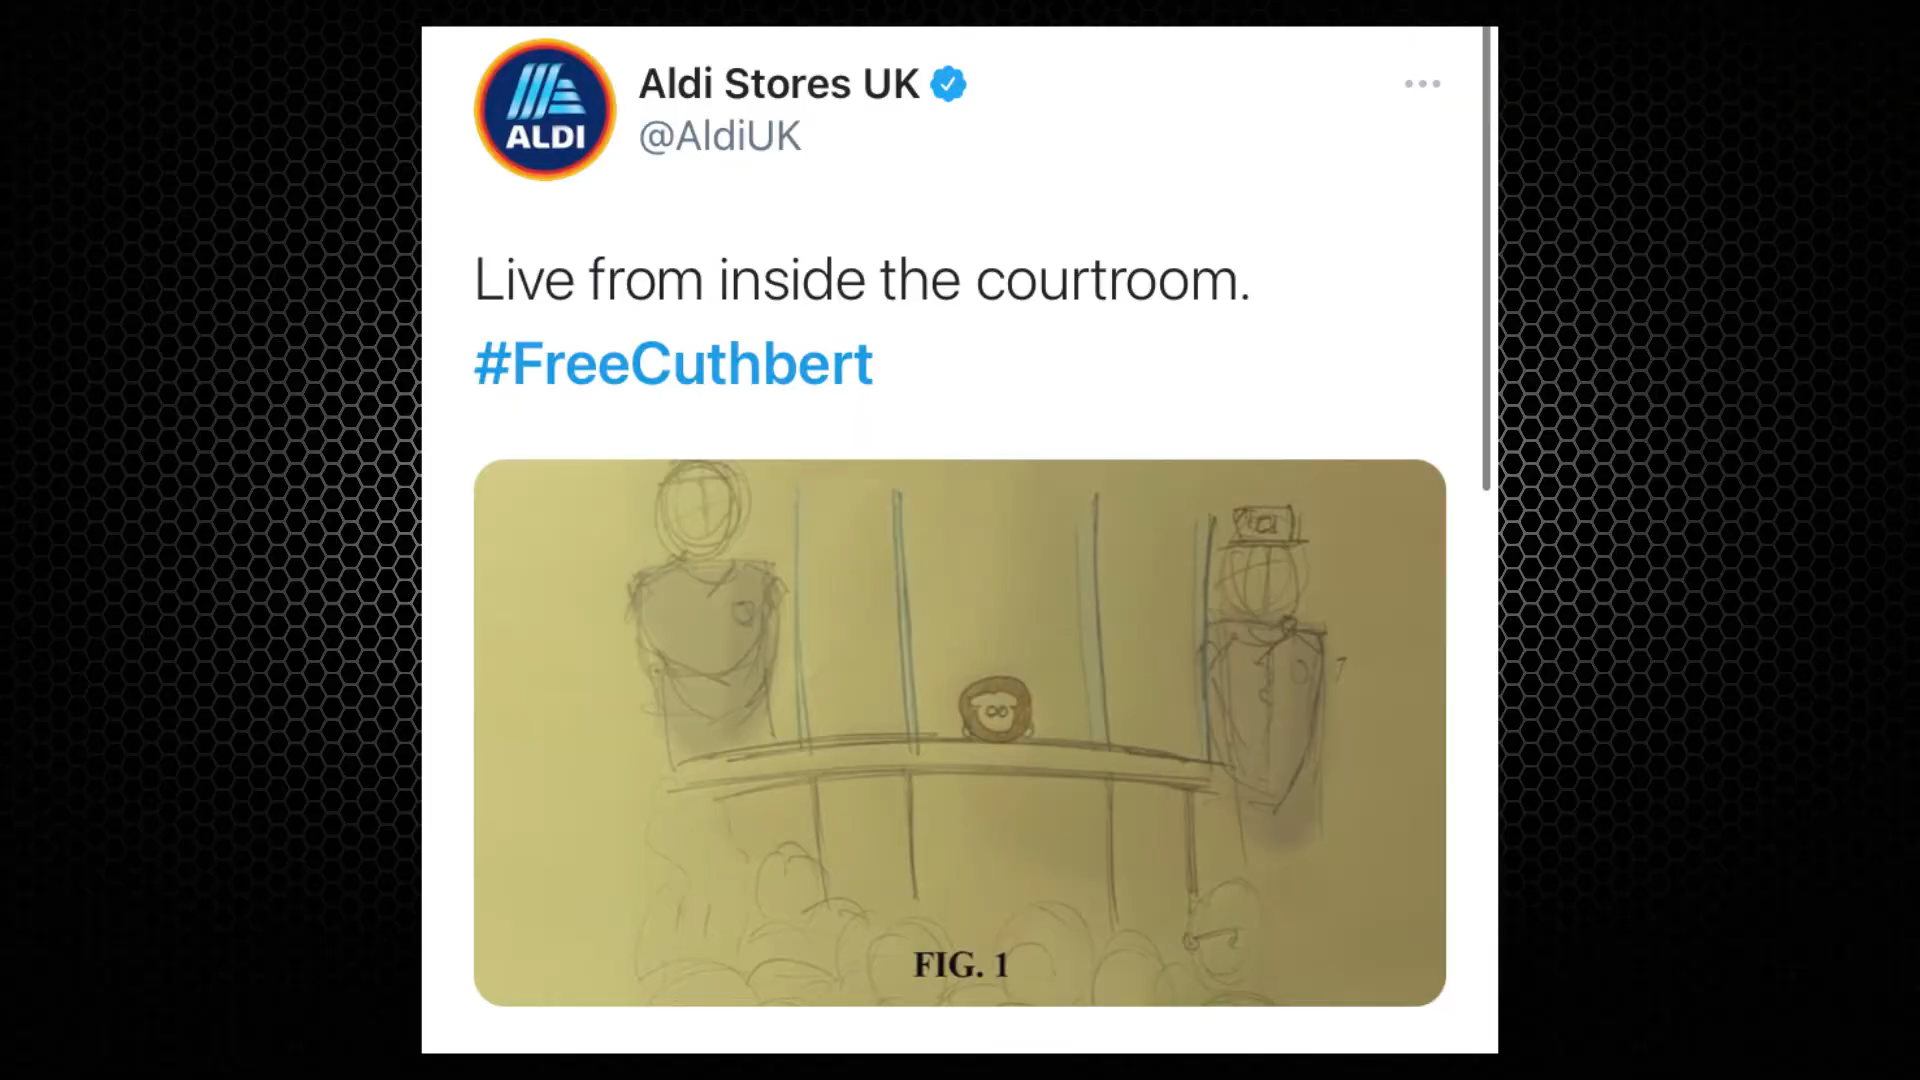 ALDI
Aldi Stores UK
@AldiUK
Live from inside the courtroom.
#FreeCuthbert
FIG. 1